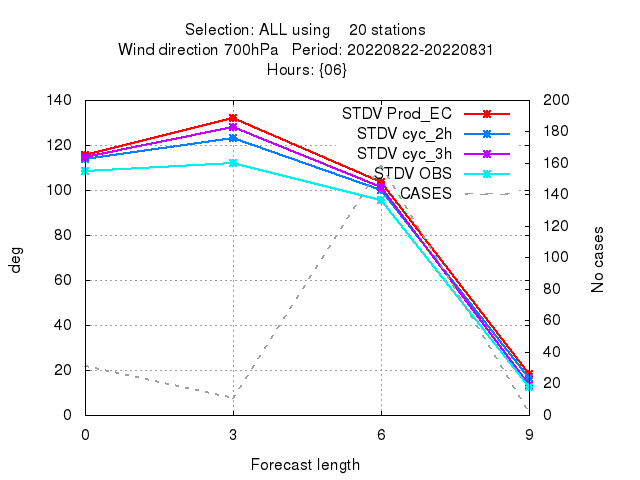 Selection: ALL using 20 stations
Wind direction 700hPa Period: 20220822-20220831
Hours: {06}
140
120
100
80
60
40
20
0
200
180
160
140
120
100
80
60
40
20
0
STDV Prod_EC
STDV cyc_2h
STDV cyc_3h
STDV OBS
CASES
deg
No cases
0 3 6 9
Forecast length